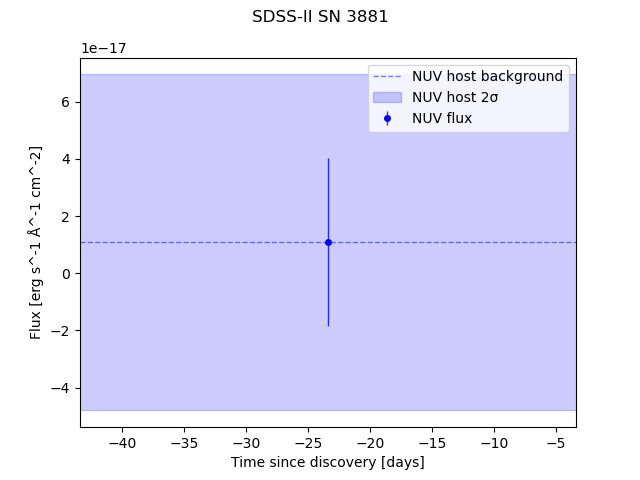 SDSS-II SN 3881
1e−17
NUV host background
NUV host 2σ
NUV flux
6
4
2
0
−2
−4
Flux [erg s^-1 Å^-1 cm^-2]
−40 −35 −30 −25 −20 −15 −10 −5
Time since discovery [days]